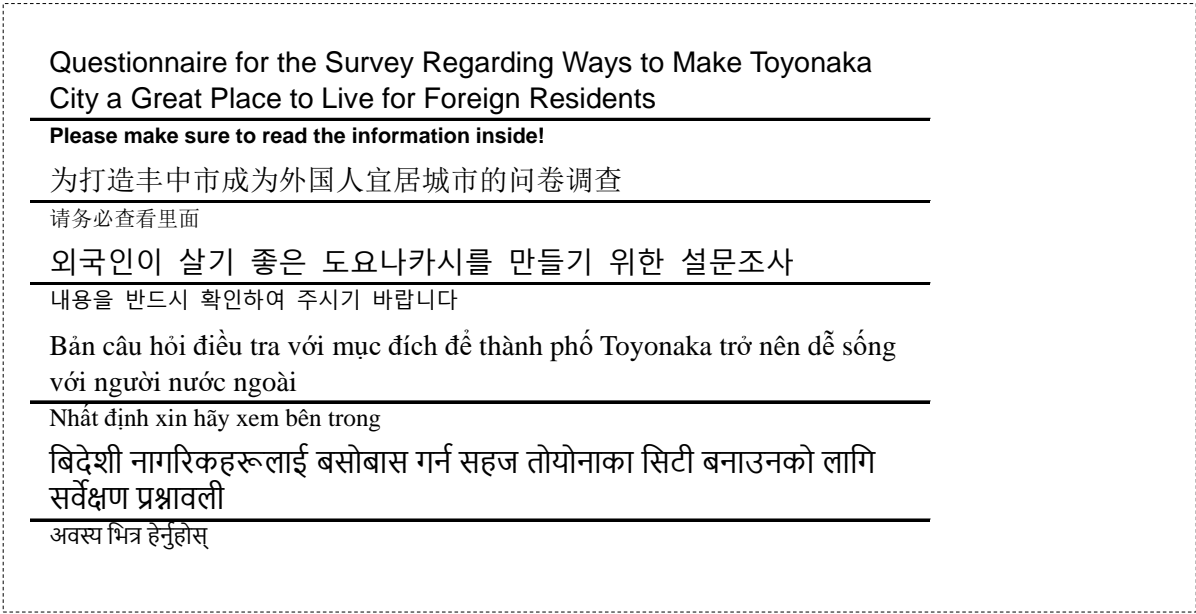 Questionnaire for the Survey Regarding Ways to Make Toyonaka
City a Great Place to Live for Foreign Residents
Please make sure to read the information inside!
为打造丰中市成为外国人宜居城市的问卷调查
请务必查看里面
외국인이 살기 좋은 도요나카시를 만들기 위한 설문조사
내용을 반드시 확인하여 주시기 바랍니다
Bản câu hỏi điều tra với mục đích để thành phố Toyonaka trở nên dễ sống
với người nước ngoài
Nhất định xin hãy xem bên trong
बिदेशी नागरिकहरूलाई बसोबास गर्न सहज तोयोनाका सिटी बनाउनको लागि
सर्वेक्षण प्रश्नावली
अवस्य भित्र हेर्नुहोस्